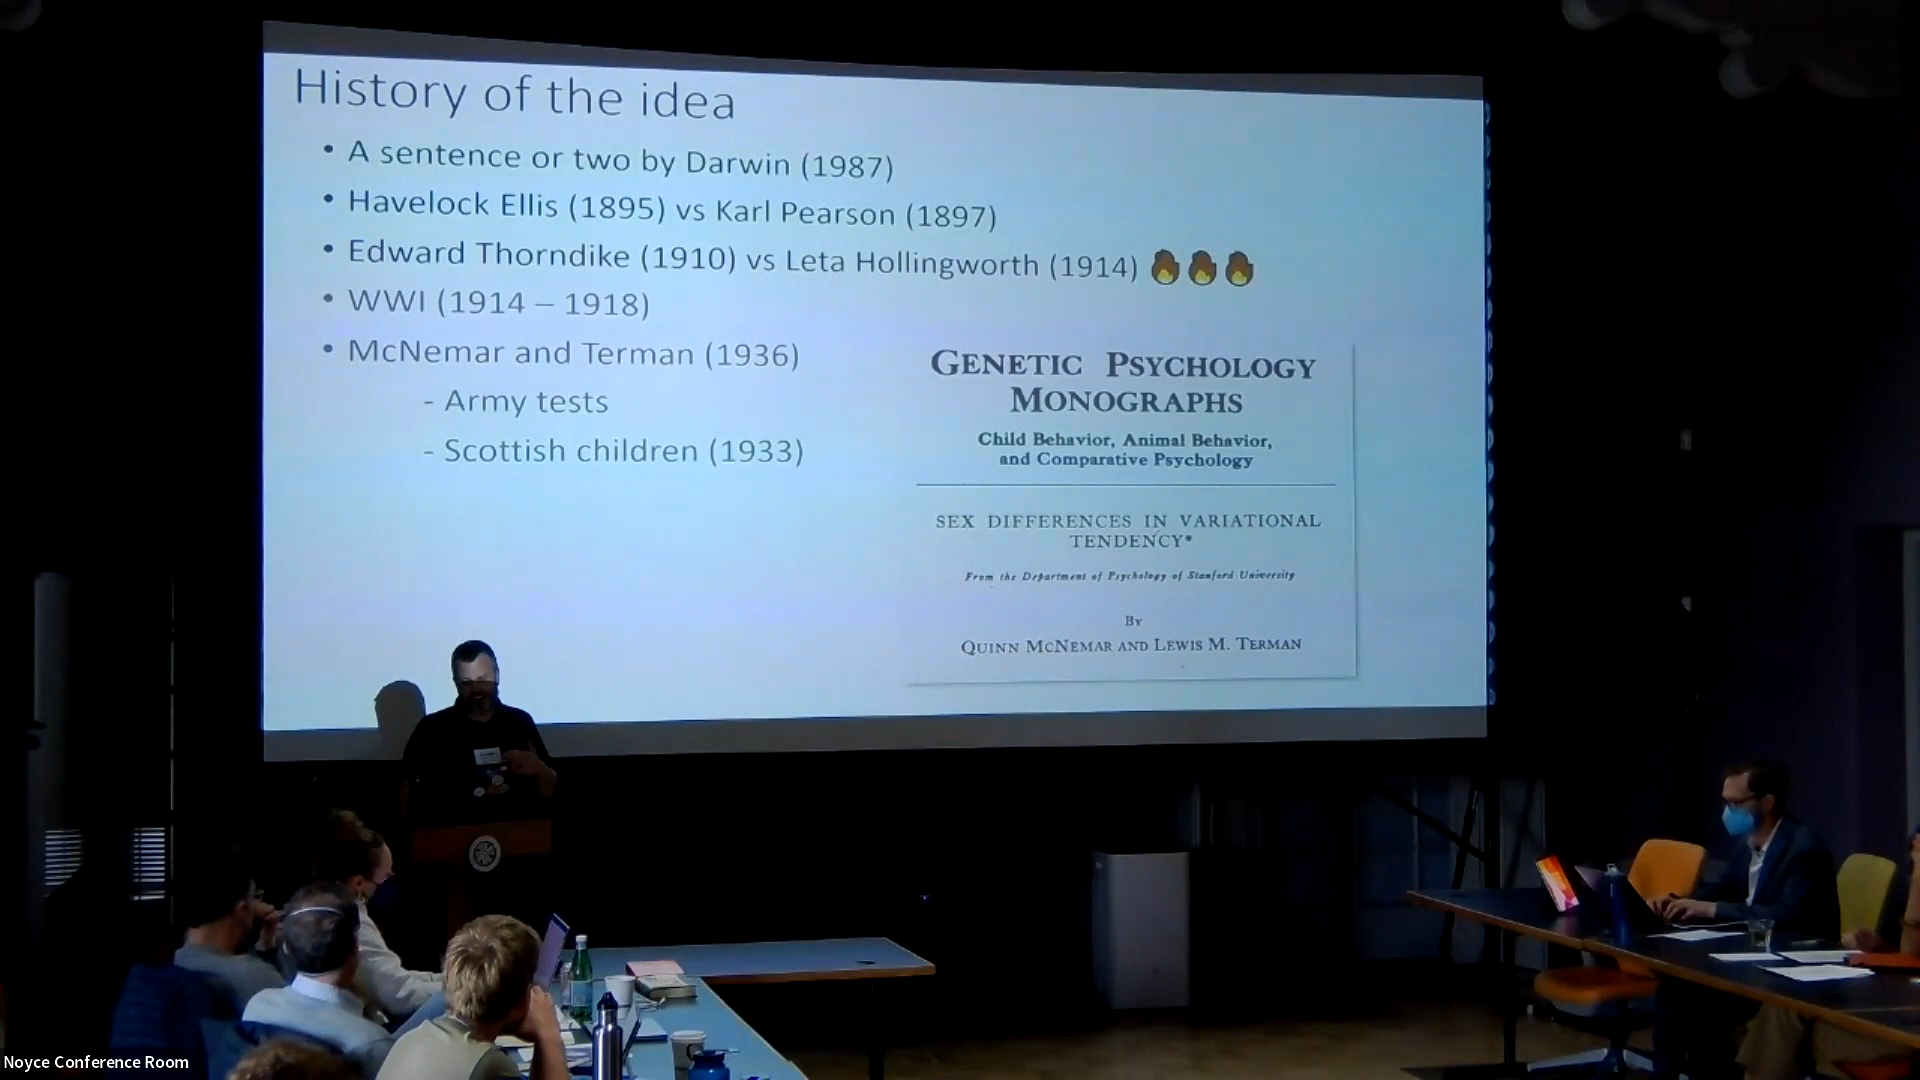 History of the idea
• A sentence or two by Darwin (1987)
• Havelock Ellis (1895) vs Karl Pearson (1897)
• Edward Thorndike (1910) vs Leta Hollingworth (1914) 🔥🔥🔥
• WWI (1914 – 1918)
• McNemar and Terman (1936)
- Army tests
- Scottish children (1933)
GENETIC PSYCHOLOGY
MONOGRAPHS
Child Behavior, Animal Behavior,
and Comparative Psychology
SEX DIFFERENCES IN VARIATIONAL
TENDENCY*
From the Department of Psychology of Stanford University
By
QUINN MCNEMAR AND LEWIS M. TERMAN
Noyce Conference Room